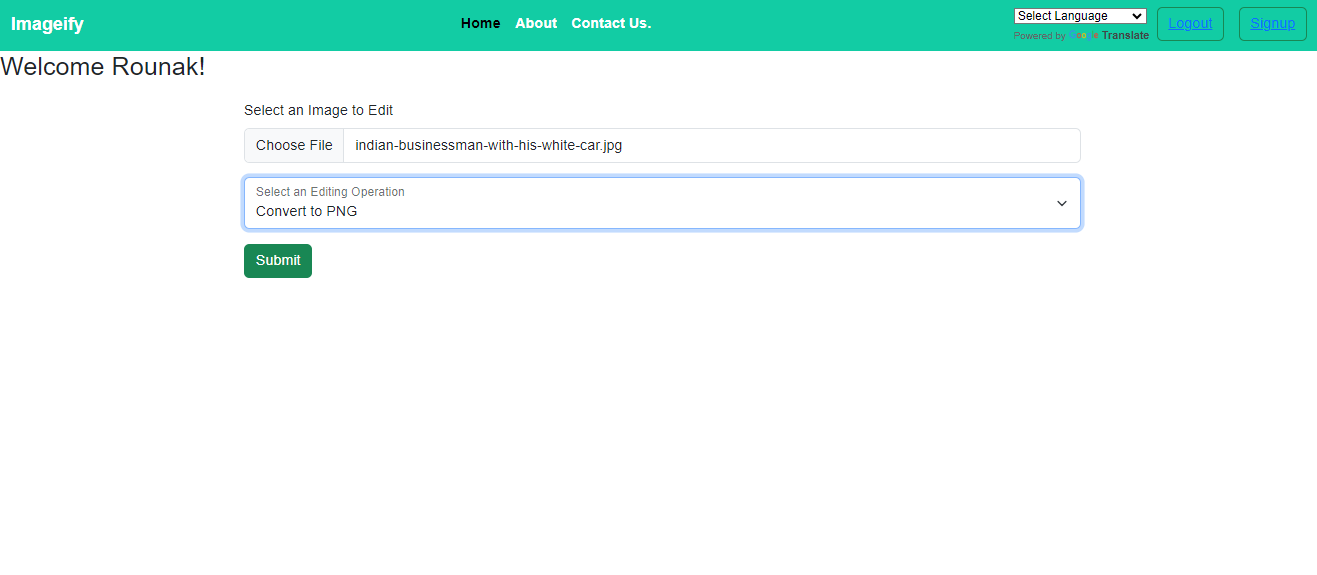 Imageify
Home About Contact Us.
Select Language
Powered by Google Translate
Logout
Signup
Welcome Rounak!
Select an Image to Edit
Choose File indian-businessman-with-his-white-car.jpg
Select an Editing Operation
Convert to PNG
Submit